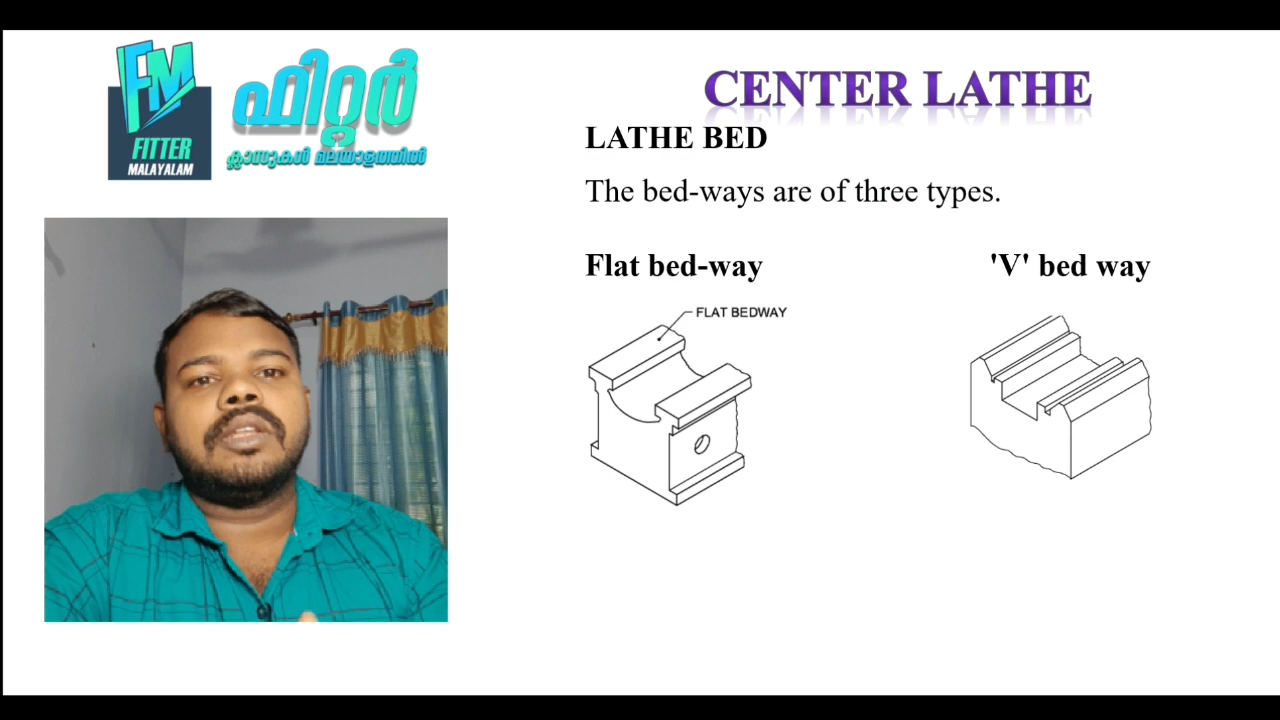 FM
FITTER
MALAYALAM
ഫിറ്റർ
ക്ലാസുകൾ മലയാളത്തിൽ
CENTER LATHE
LATHE BED
The bed-ways are of three types.
Flat bed-way
'V' bed way
FLAT BEDWAY